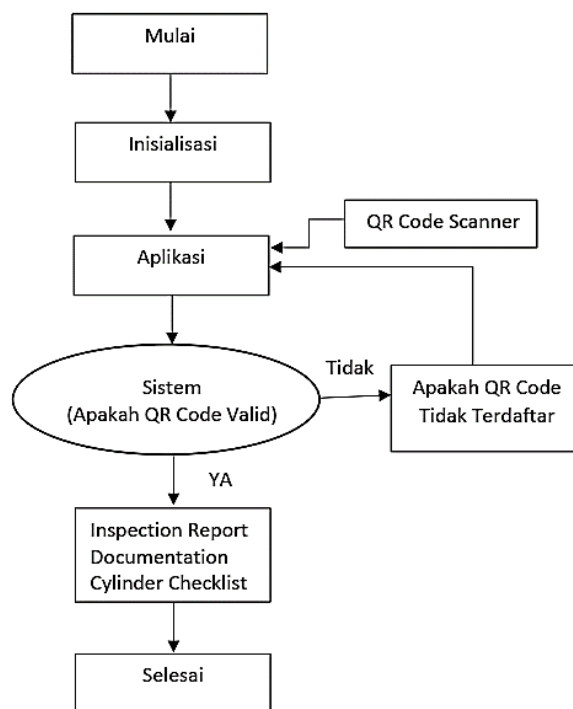 Mulai
Inisialisasi
QR Code Scanner
Aplikasi
Tidak
Sistem
(Apakah QR Code Valid)
Apakah QR Code
Tidak Terdaftar
YA
Inspection Report
Documentation
Cylinder Checklist
Selesai